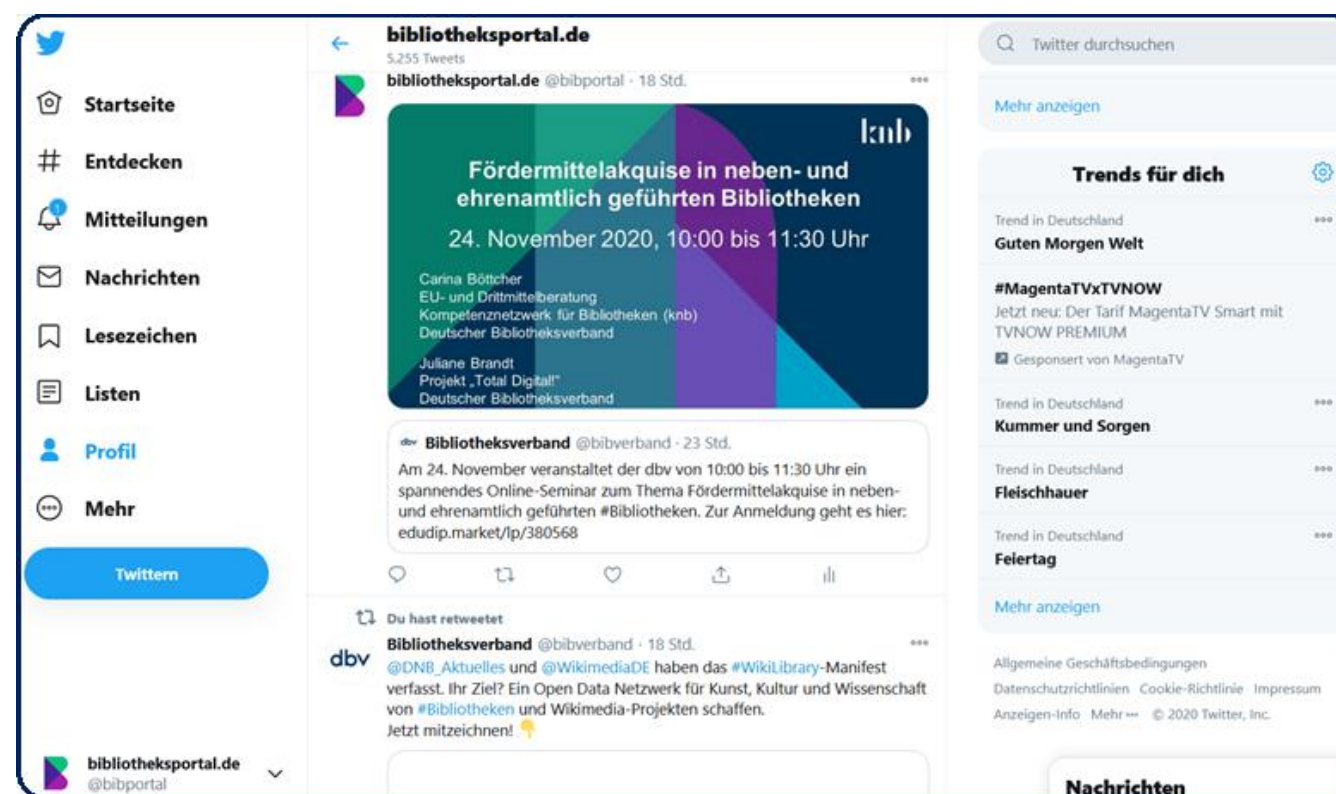 Startseite
Entdecken
1
Mitteilungen
Nachrichten
Lesezeichen
Listen
Profil
Mehr
Twittern
bibliotheksportal.de
@bibportal
bibliotheksportal.de
5.255 Tweets
bibliotheksportal.de @bibportal · 18 Std.
knb
Fördermittelakquise in neben- und
ehrenamtlich geführten Bibliotheken
24. November 2020, 10:00 bis 11:30 Uhr
Carina Böttcher
EU- und Drittmittelberatung
Kompetenznetzwerk für Bibliotheken (knb)
Deutscher Bibliotheksverband
Juliane Brandt
Projekt „Total Digital!“
Deutscher Bibliotheksverband
dbv Bibliotheksverband @bibverband · 23 Std.
Am 24. November veranstaltet der dbv von 10:00 bis 11:30 Uhr ein
spannendes Online-Seminar zum Thema Fördermittelakquise in neben-
und ehrenamtlich geführten #Bibliotheken. Zur Anmeldung geht es hier:
edudip.market/lp/380568
Du hast retweetet
dbv
Bibliotheksverband @bibverband · 18 Std.
@DNB_Aktuelles und @WikimediaDE haben das #WikiLibrary-Manifest
verfasst. Ihr Ziel? Ein Open Data Netzwerk für Kunst, Kultur und Wissenschaft
von #Bibliotheken und Wikimedia-Projekten schaffen.
Jetzt mitzeichnen! 👇
Twitter durchsuchen
Mehr anzeigen
Trends für dich
Trend in Deutschland
Guten Morgen Welt
#MagentaTVxTVNOW
Jetzt neu: Der Tarif MagentaTV Smart mit
TVNOW PREMIUM
Gesponsert von MagentaTV
Trend in Deutschland
Kummer und Sorgen
Trend in Deutschland
Fleischhauer
Trend in Deutschland
Feiertag
Mehr anzeigen
Allgemeine Geschäftsbedingungen
Datenschutzrichtlinien Cookie-Richtlinie Impressum
Anzeigen-Info Mehr ··· © 2020 Twitter, Inc.
Nachrichten